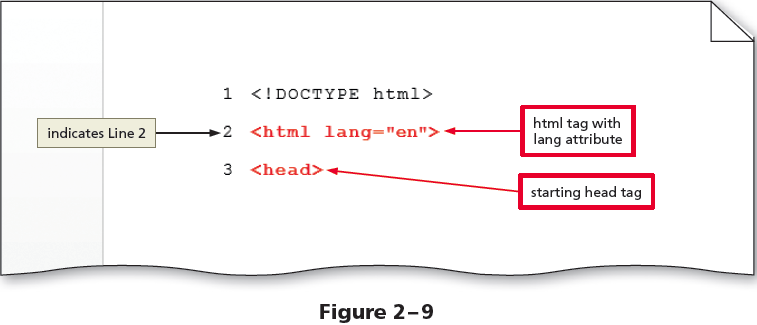 1 <!DOCTYPE html>
indicates Line 2
2 <html lang="en">
html tag with
lang attribute
3 <head>
starting head tag
Figure 2–9